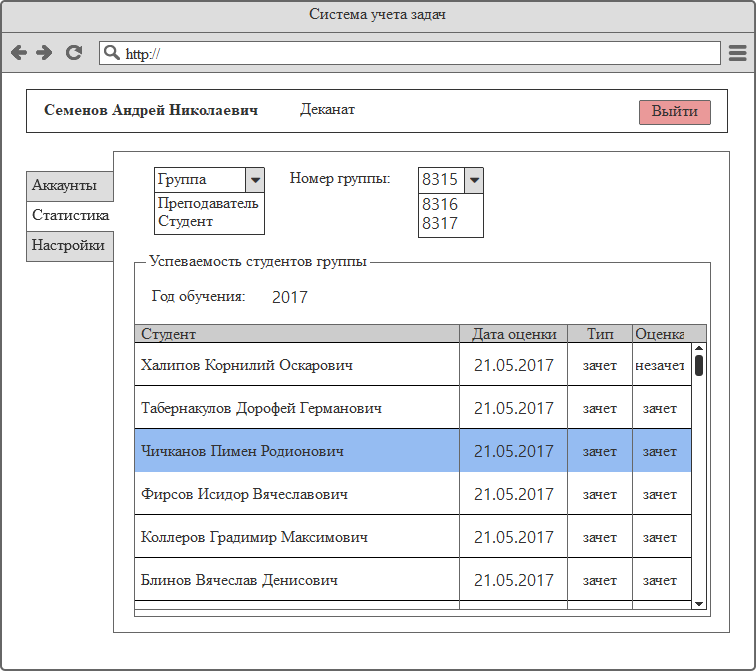 Система учета задач
http://
Семенов Андрей Николаевич Деканат Выйти
Аккаунты
Статистика
Настройки
Группа Номер группы: 8315
Преподаватель 8316
Студент 8317
Успеваемость студентов группы
Год обучения: 2017
Студент Дата оценки Тип Оценка
Халипов Корнилий Оскарович 21.05.2017 зачет незачет
Табернакулов Дорофей Германович 21.05.2017 зачет зачет
Чичканов Пимен Родионович 21.05.2017 зачет зачет
Фирсов Исидор Вячеславович 21.05.2017 зачет зачет
Коллеров Градимир Максимович 21.05.2017 зачет зачет
Блинов Вячеслав Денисович 21.05.2017 зачет зачет